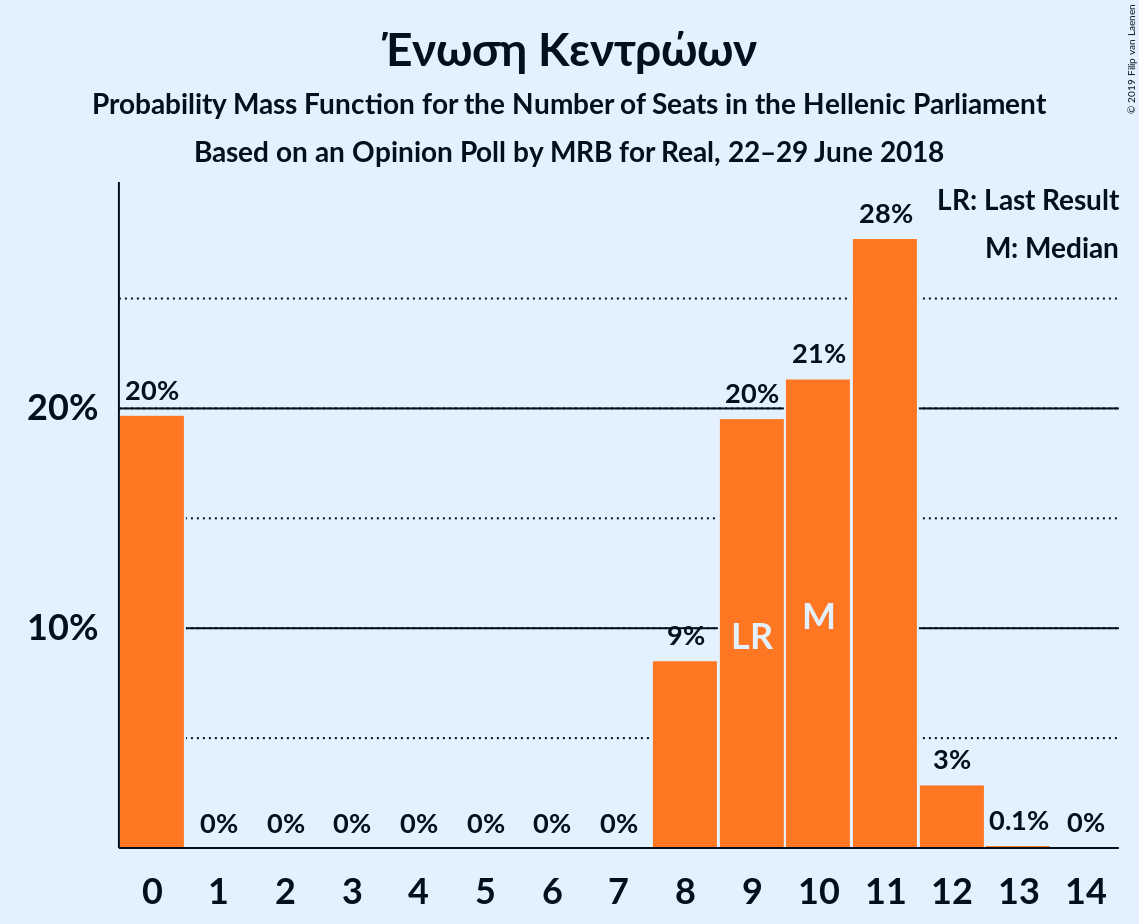 Ένωση Κεντρώων
Probability Mass Function for the Number of Seats in the Hellenic Parliament
Based on an Opinion Poll by MRB for Real, 22–29 June 2018
© 2019 Filip van Laenen
LR: Last Result
M: Median
20%
10%
20%
0%
0%
0%
0%
0%
0%
0%
9%
20%
21%
28%
3%
0.1%
0%
LR
M
0 1 2 3 4 5 6 7 8 9 10 11 12 13 14